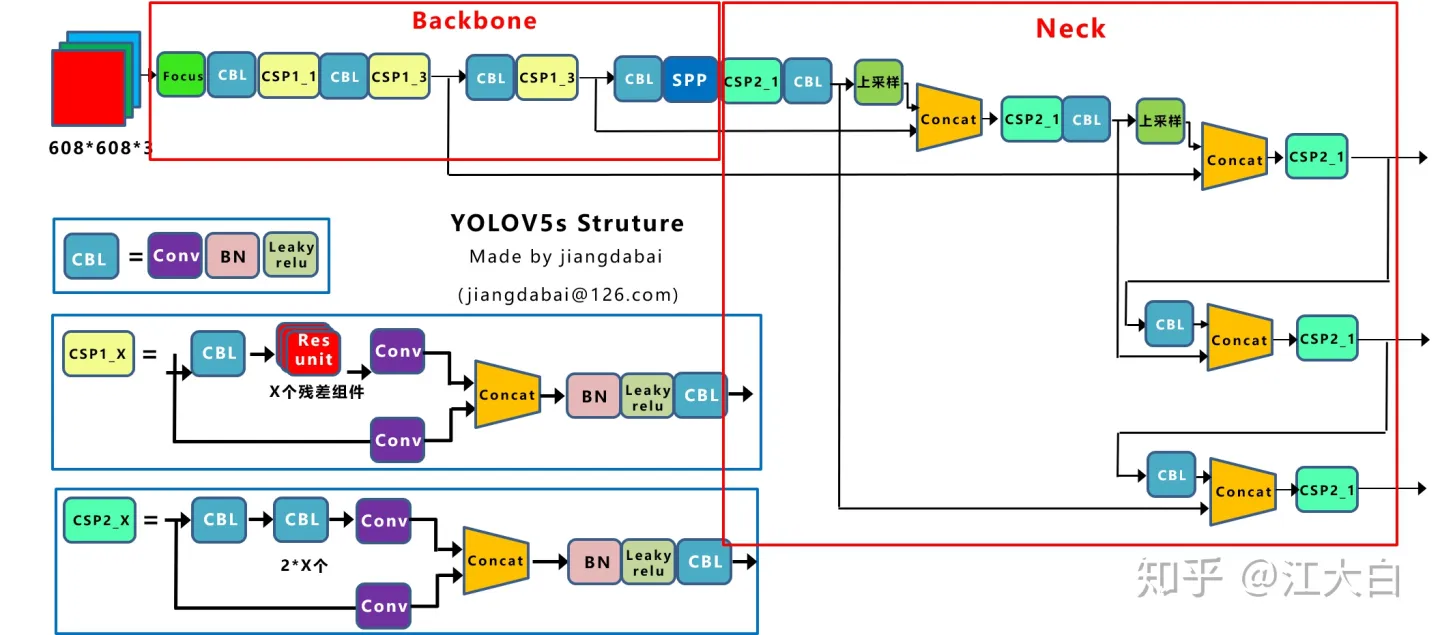 Backbone
Neck
Focus
CBL
CSP1_1
CBL
CSP1_3
CBL
CSP1_3
CBL
SPP
CSP2_1
CBL
上采样
Concat
CSP2_1
CBL
上采样
Concat
CSP2_1
608*608*3
YOLOV5s Struture
Made by jiangdabai
(jiangdabai@126.com)
CBL
=
Conv
BN
Leaky
relu
CBL
Concat
CSP2_1
CSP1_X
=
CBL
Res
unit
X个残差组件
Conv
Conv
Concat
BN
Leaky
relu
CBL
CBL
Concat
CSP2_1
CSP2_X
=
CBL
CBL
2*X个
Conv
Conv
Concat
BN
Leaky
relu
CBL
知乎 @江大白